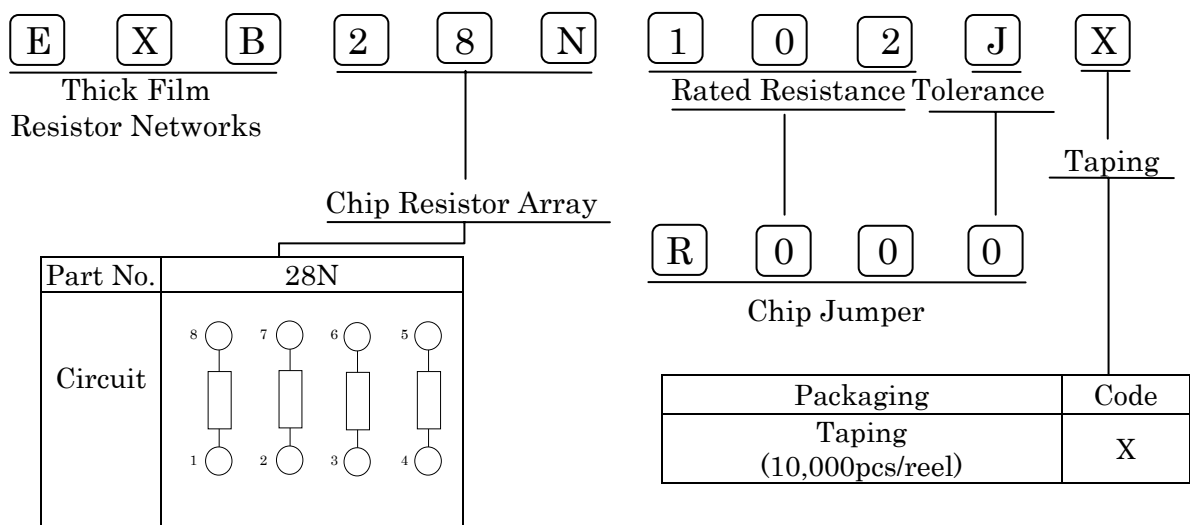 E X B 2 8 N 1 0 2 J X
Thick Film
Resistor Networks
Rated Resistance
Tolerance
Taping
Chip Resistor Array
R 0 0 0
Chip Jumper
Part No. 28N
Circuit
8 7 6 5
1 2 3 4
Packaging Code
Taping
(10,000pcs/reel)
X